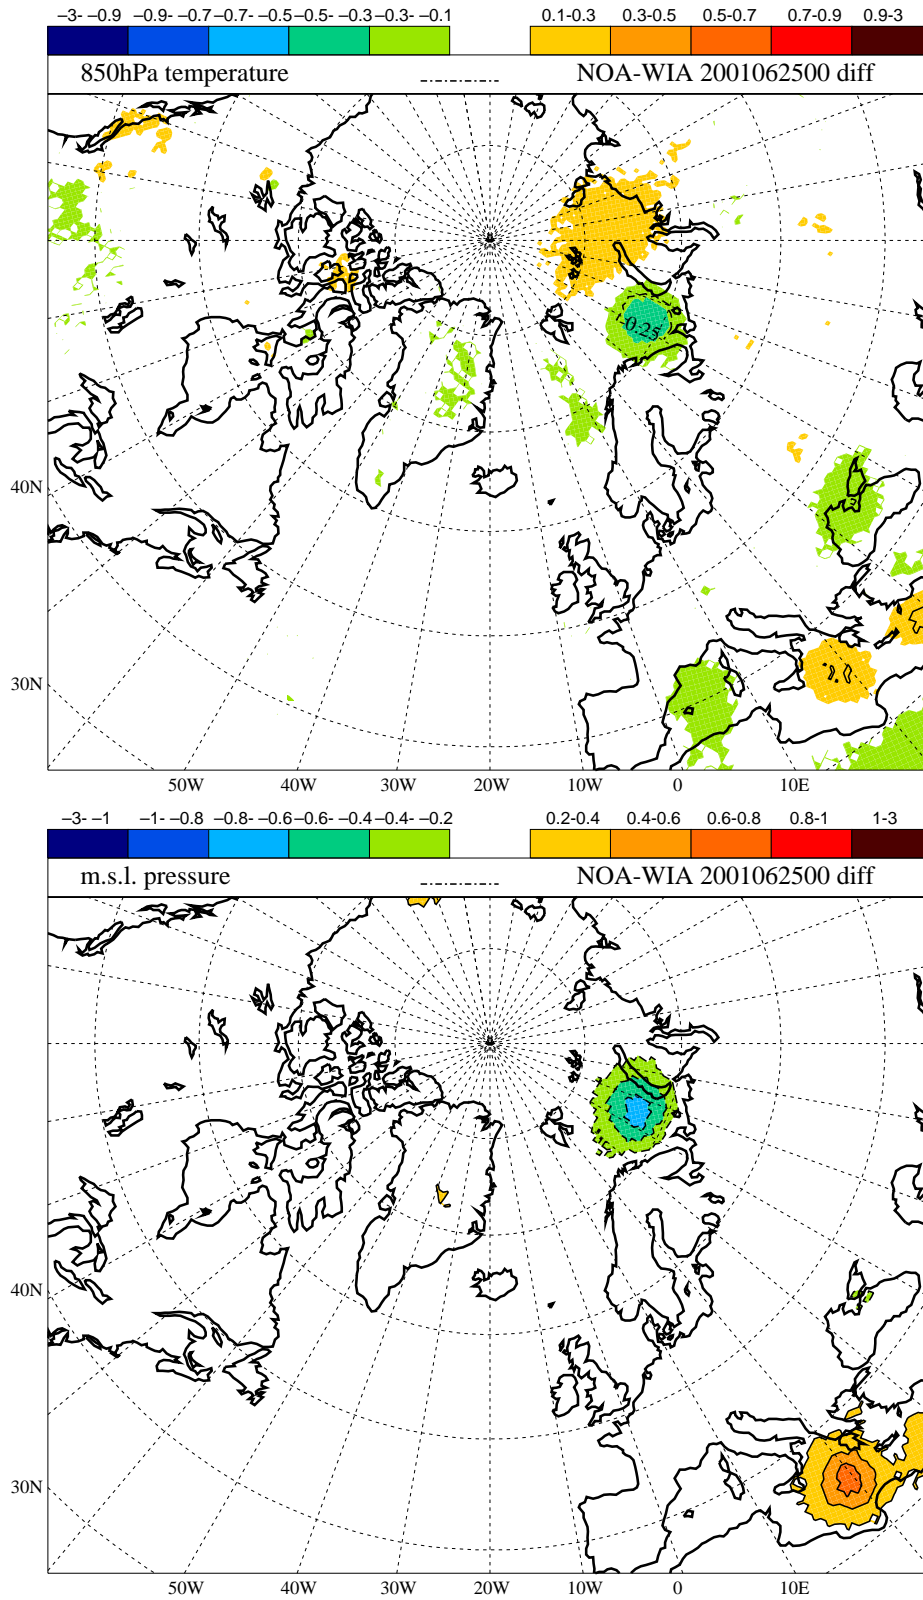 −3- −0.9 −0.9- −0.7 −0.7- −0.5 −0.5- −0.3 −0.3- −0.1 0.1-0.3 0.3-0.5 0.5-0.7 0.7-0.9 0.9-3
850hPa temperature NOA-WIA 2001062500 diff
-0.25
40N
30N
50W 40W 30W 20W 10W 0 10E
−3- −1 −1- −0.8 −0.8- −0.6 −0.6- −0.4 −0.4- −0.2 0.2-0.4 0.4-0.6 0.6-0.8 0.8-1 1-3
m.s.l. pressure NOA-WIA 2001062500 diff
40N
30N
50W 40W 30W 20W 10W 0 10E